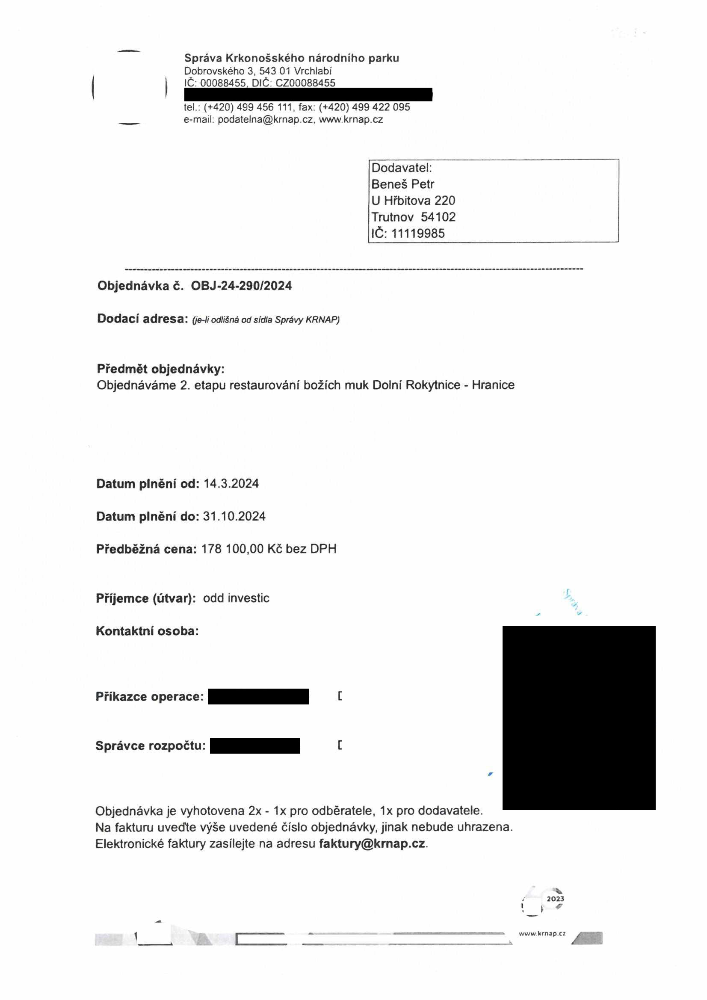 Správa Krkonošského národního parku
Dobrovského 3, 543 01 Vrchlabí
IČ: 00088455, DIČ: CZ00088455
tel.: (+420) 499 456 111, fax: (+420) 499 422 095
e-mail: podatelna@krnap.cz, www.krnap.cz
Dodavatel:
Beneš Petr
U Hřbitova 220
Trutnov 54102
IČ: 11119985
Objednávka č. OBJ-24-290/2024
Dodací adresa: (je-li odlišná od sídla Správy KRNAP)
Předmět objednávky:
Objednáváme 2. etapu restaurování božích muk Dolní Rokytnice - Hranice
Datum plnění od: 14.3.2024
Datum plnění do: 31.10.2024
Předběžná cena: 178 100,00 Kč bez DPH
Příjemce (útvar): odd investic
Správa
Kontaktní osoba:
Příkazce operace:
Správce rozpočtu:
Objednávka je vyhotovena 2x - 1x pro odběratele, 1x pro dodavatele.
Na fakturu uveďte výše uvedené číslo objednávky, jinak nebude uhrazena.
Elektronické faktury zasílejte na adresu faktury@krnap.cz.
2023
www.krnap.cz